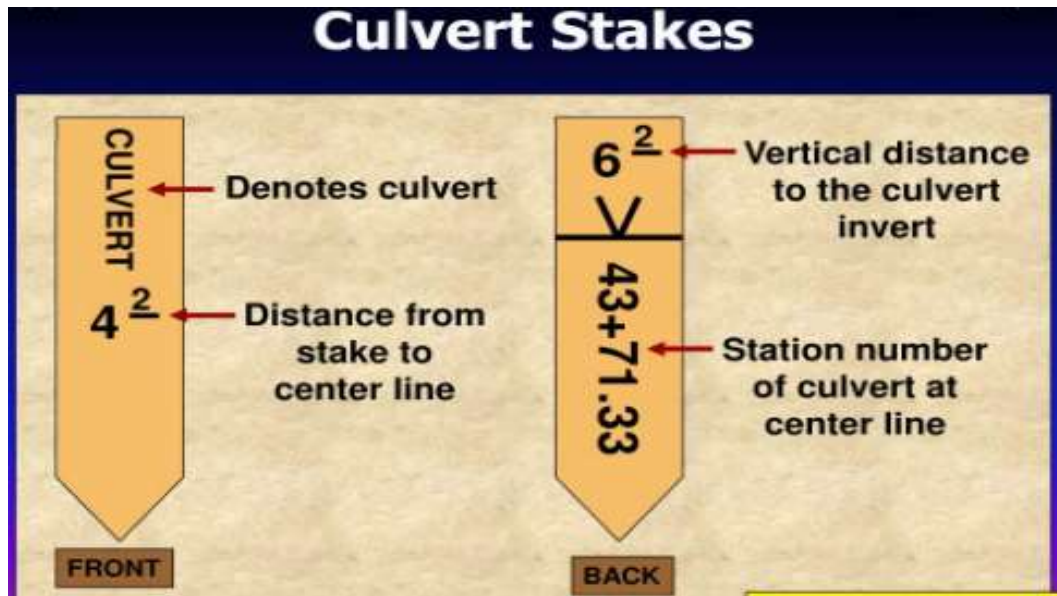 Culvert Stakes
CULVERT
Denotes culvert
4 2
Distance from
stake to
center line
FRONT
6 2
Vertical distance
to the culvert
invert
43+71.33
Station number
of culvert at
center line
BACK